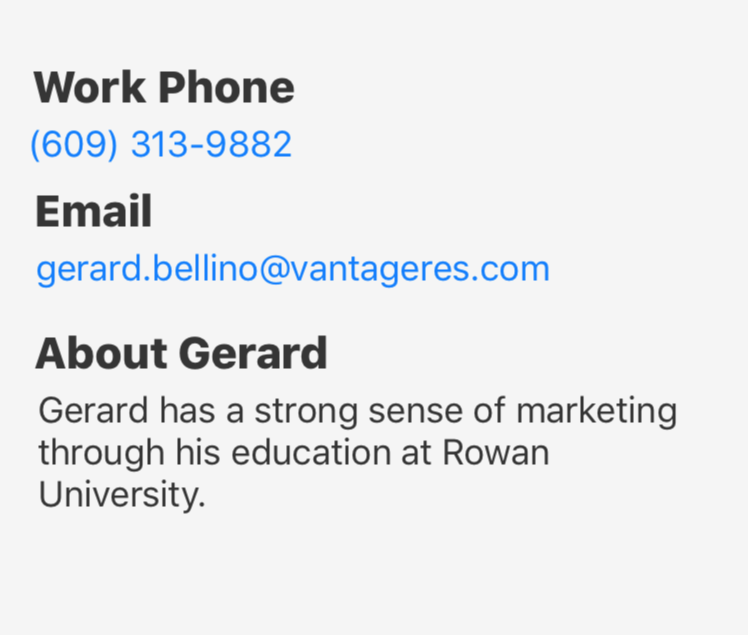 Work Phone
(609) 313-9882
Email
gerard.bellino@vantageres.com
About Gerard
Gerard has a strong sense of marketing
through his education at Rowan
University.